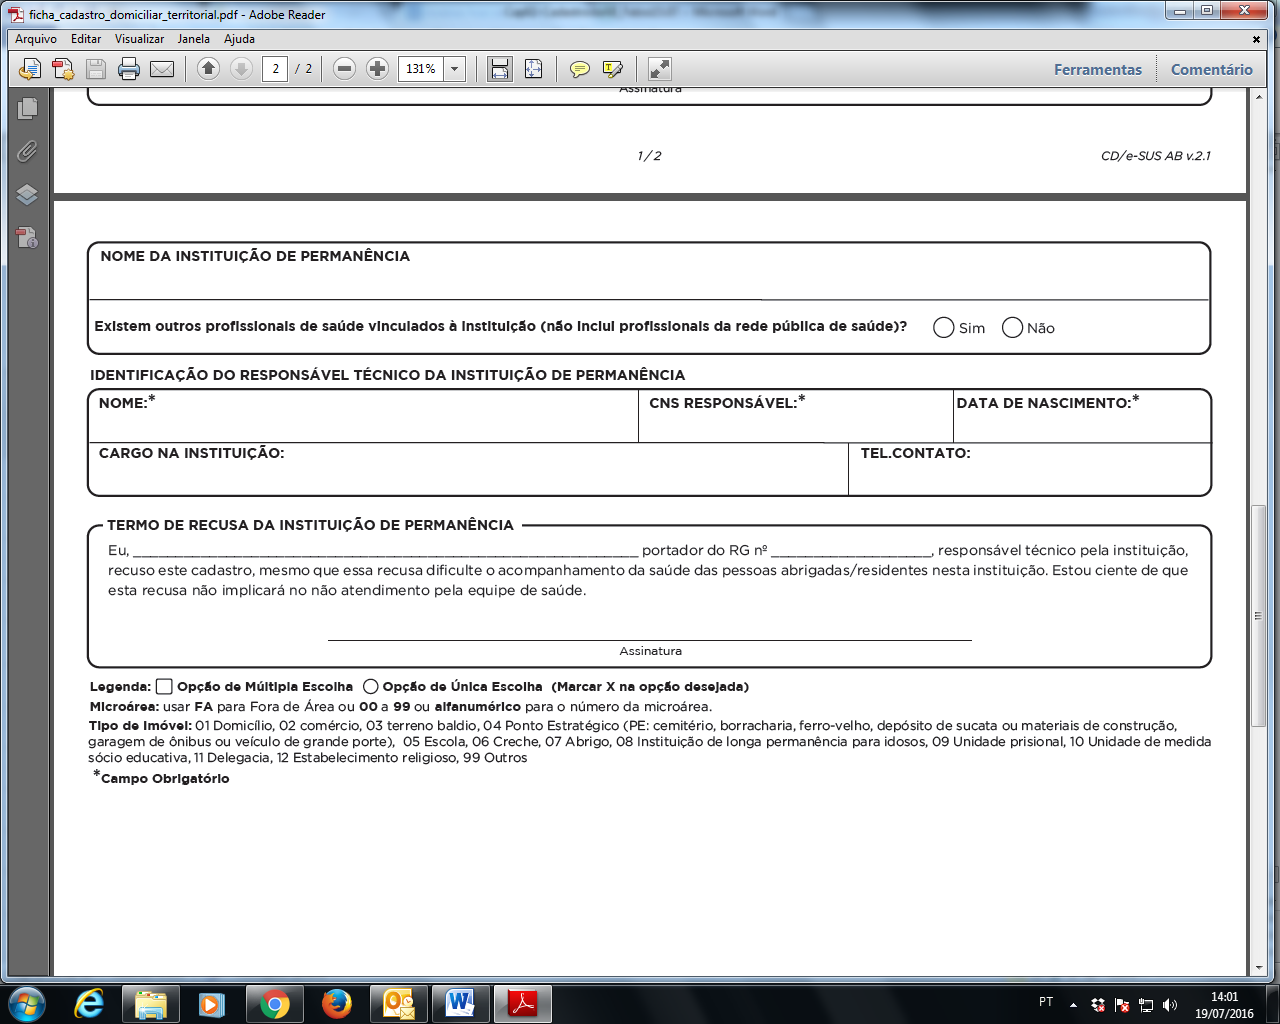 ficha_cadastro_domiciliar_territorial.pdf - Adobe Reader
Arquivo Editar Visualizar Janela Ajuda
2 / 2 131% Ferramentas Comentário
Assinatura
1 / 2 CD/e-SUS AB v.2.1
NOME DA INSTITUIÇÃO DE PERMANÊNCIA
Existem outros profissionais de saúde vinculados à instituição (não inclui profissionais da rede pública de saúde)? Sim Não
IDENTIFICAÇÃO DO RESPONSÁVEL TÉCNICO DA INSTITUIÇÃO DE PERMANÊNCIA
NOME:* CNS RESPONSÁVEL:* DATA DE NASCIMENTO:*
CARGO NA INSTITUIÇÃO: TEL.CONTATO:
TERMO DE RECUSA DA INSTITUIÇÃO DE PERMANÊNCIA
Eu, ____________________ portador do RG nº ____________________, responsável técnico pela instituição,
recuso este cadastro, mesmo que essa recusa dificulte o acompanhamento da saúde das pessoas abrigadas/residentes nesta instituição. Estou ciente de que
esta recusa não implicará no não atendimento pela equipe de saúde.
Assinatura
Legenda: Opção de Múltipla Escolha Opção de Única Escolha (Marcar X na opção desejada)
Microárea: usar FA para Fora de Área ou 00 a 99 ou alfanumérico para o número da microárea.
Tipo de Imóvel: 01 Domicílio, 02 comércio, 03 terreno baldio, 04 Ponto Estratégico (PE: cemitério, borracharia, ferro-velho, depósito de sucata ou materiais de construção,
garagem de ônibus ou veículo de grande porte), 05 Escola, 06 Creche, 07 Abrigo, 08 Instituição de longa permanência para idosos, 09 Unidade prisional, 10 Unidade de medida
sócio educativa, 11 Delegacia, 12 Estabelecimento religioso, 99 Outros
*Campo Obrigatório
PT 14:01
19/07/2016